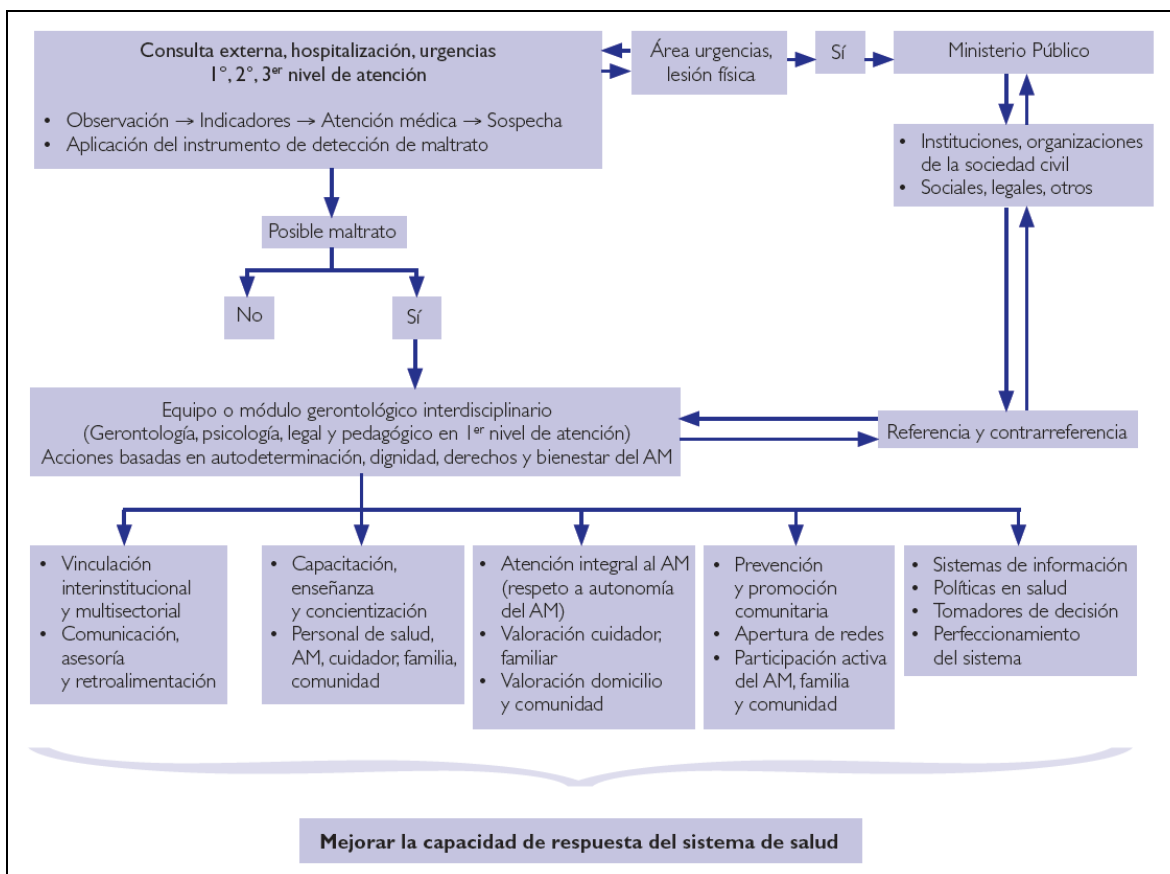 Consulta externa, hospitalización, urgencias
1°, 2°, 3er nivel de atención
• Observación → Indicadores → Atención médica → Sospecha
• Aplicación del instrumento de detección de maltrato
Área urgencias,
lesión física
Sí
Ministerio Público
• Instituciones, organizaciones
de la sociedad civil
• Sociales, legales, otros
Posible maltrato
No
Sí
Equipo o módulo gerontológico interdisciplinario
(Gerontología, psicología, legal y pedagógico en 1er nivel de atención)
Acciones basadas en autodeterminación, dignidad, derechos y bienestar del AM
Referencia y contrarreferencia
• Vinculación
interinstitucional
y multisectorial
• Comunicación,
asesoría
y retroalimentación
• Capacitación,
enseñanza
y concientización
• Personal de salud,
AM, cuidador, familia,
comunidad
• Atención integral al AM
(respeto a autonomía
del AM)
• Valoración cuidador,
familiar
• Valoración domicilio
y comunidad
• Prevención
y promoción
comunitaria
• Apertura de redes
• Participación activa
del AM, familia
y comunidad
• Sistemas de información
• Políticas en salud
• Tomadores de decisión
• Perfeccionamiento
del sistema
Mejorar la capacidad de respuesta del sistema de salud